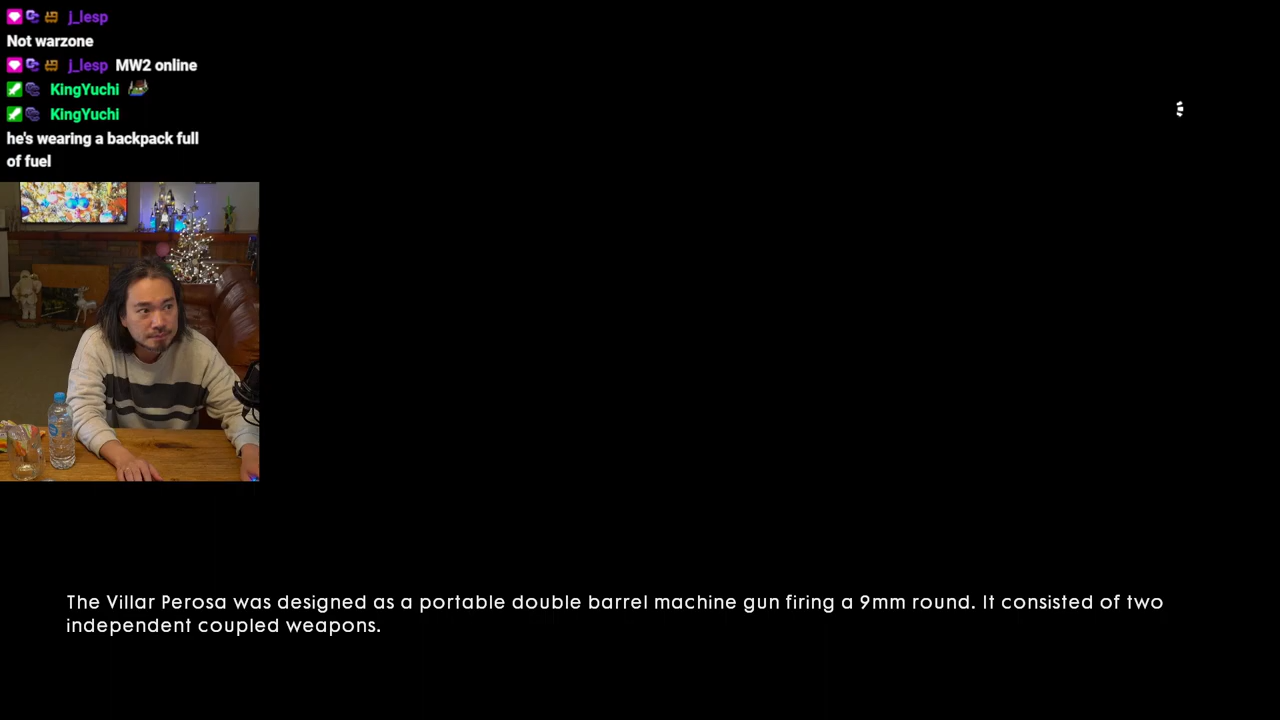 j_lesp
Not warzone
j_lesp MW2 online
KingYuchi
KingYuchi
he's wearing a backpack full
of fuel
The Villar Perosa was designed as a portable double barrel machine gun firing a 9mm round. It consisted of two
independent coupled weapons.